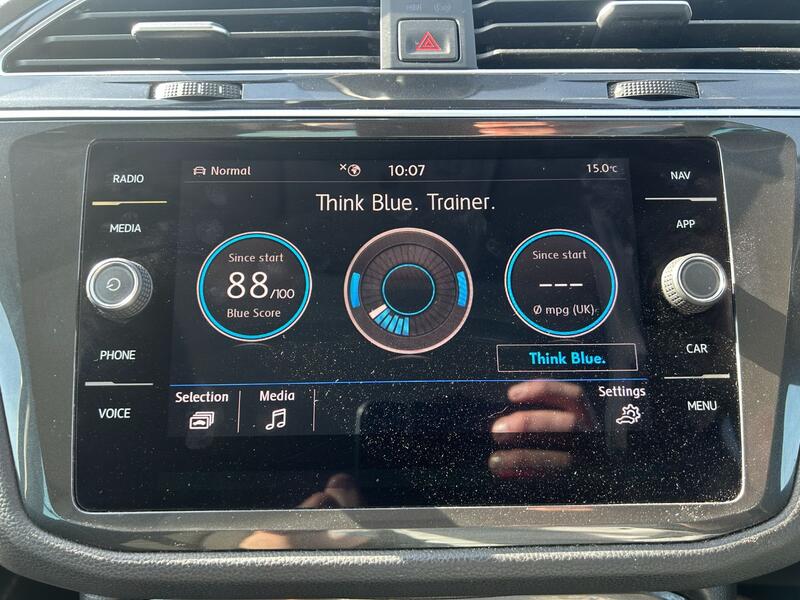 RADIO
MEDIA
PHONE
VOICE
Normal
10:07
15.0°C
Think Blue. Trainer.
Since start
88/100
Blue Score
Since start
---
Ø mpg (UK)
Think Blue.
Selection
Media
Settings
NAV
APP
CAR
MENU